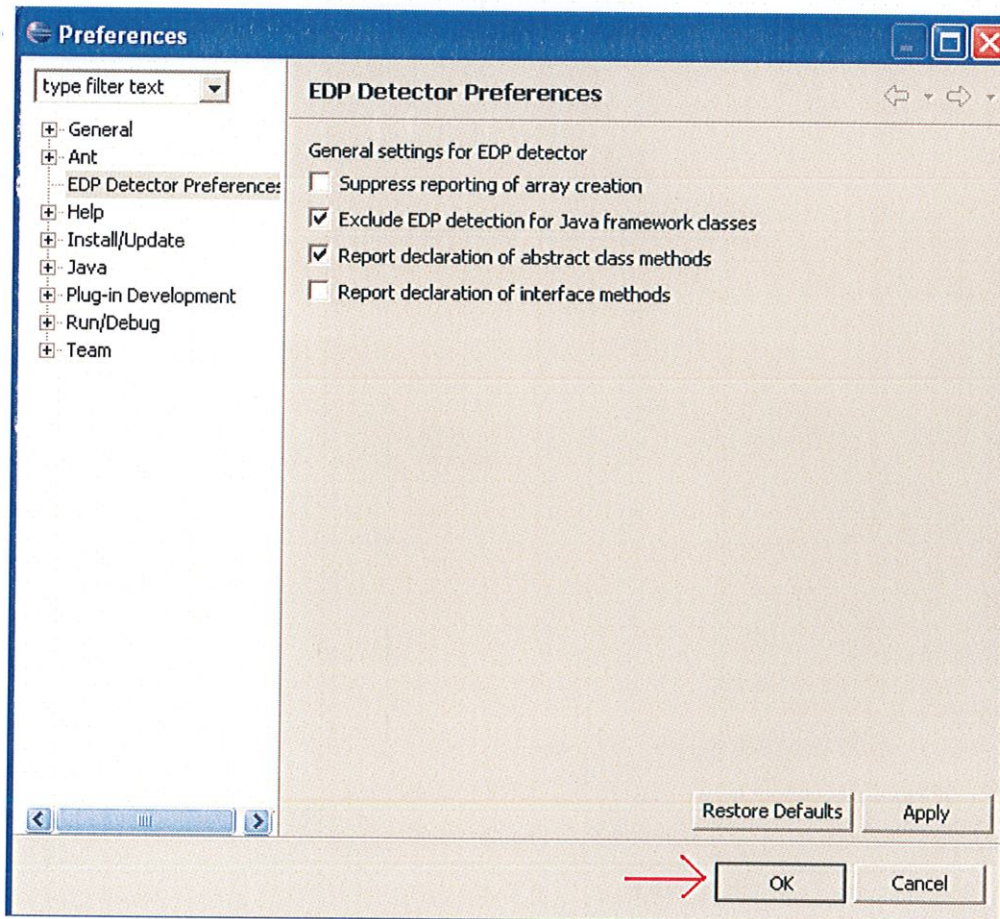 Preferences
type filter text
General
Ant
EDP Detector Preferences
Help
Install/Update
Java
Plug-in Development
Run/Debug
Team
EDP Detector Preferences
General settings for EDP detector
Suppress reporting of array creation
Exclude EDP detection for Java framework classes
Report declaration of abstract class methods
Report declaration of interface methods
Restore Defaults
Apply
OK
Cancel